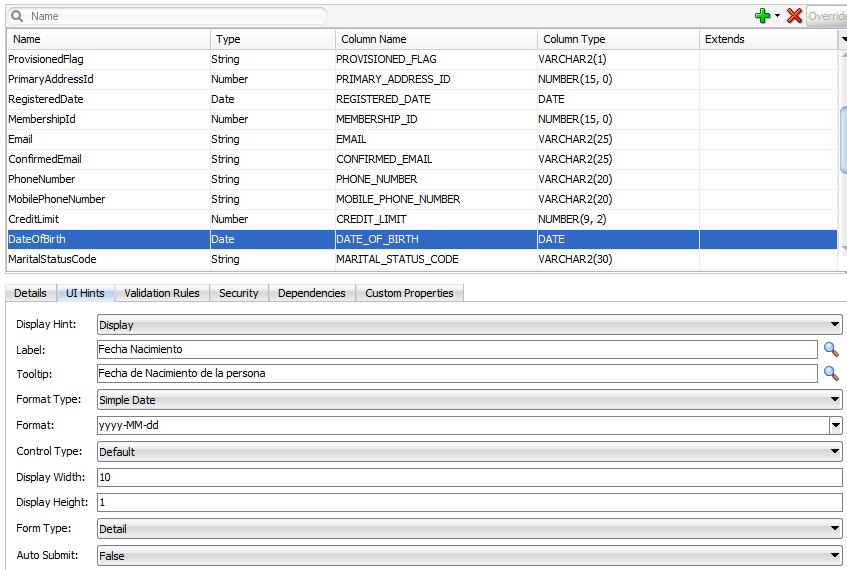 Name
Override
Name Type Column Name Column Type Extends
ProvisionedFlag String PROVISIONED_FLAG VARCHAR2(1)
PrimaryAddressId Number PRIMARY_ADDRESS_ID NUMBER(15, 0)
RegisteredDate Date REGISTERED_DATE DATE
MembershipId Number MEMBERSHIP_ID NUMBER(15, 0)
Email String EMAIL VARCHAR2(25)
ConfirmedEmail String CONFIRMED_EMAIL VARCHAR2(25)
PhoneNumber String PHONE_NUMBER VARCHAR2(20)
MobilePhoneNumber String MOBILE_PHONE_NUMBER VARCHAR2(20)
CreditLimit Number CREDIT_LIMIT NUMBER(9, 2)
DateOfBirth Date DATE_OF_BIRTH DATE
MaritalStatusCode String MARITAL_STATUS_CODE VARCHAR2(30)
Details UI Hints Validation Rules Security Dependencies Custom Properties
Display Hint: Display
Label: Fecha Nacimiento
Tooltip: Fecha de Nacimiento de la persona
Format Type: Simple Date
Format: yyyy-MM-dd
Control Type: Default
Display Width: 10
Display Height: 1
Form Type: Detail
Auto Submit: False